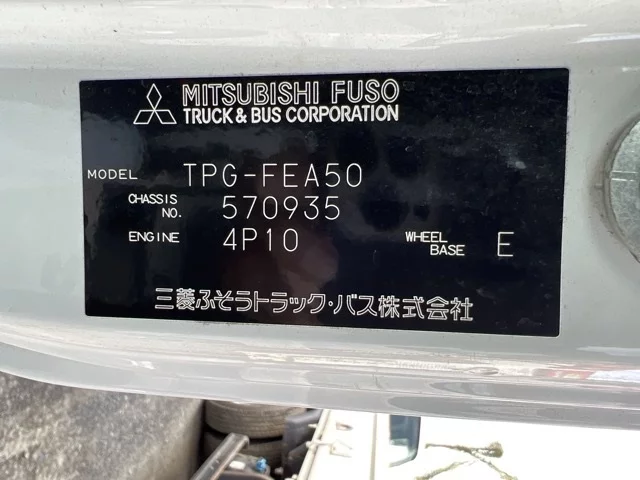 MITSUBISHI FUSO
TRUCK & BUS CORPORATION
MODEL TPG-FEA50
CHASSIS NO. 570935
ENGINE 4P10 WHEEL BASE E
三菱ふそうトラック・バス株式会社